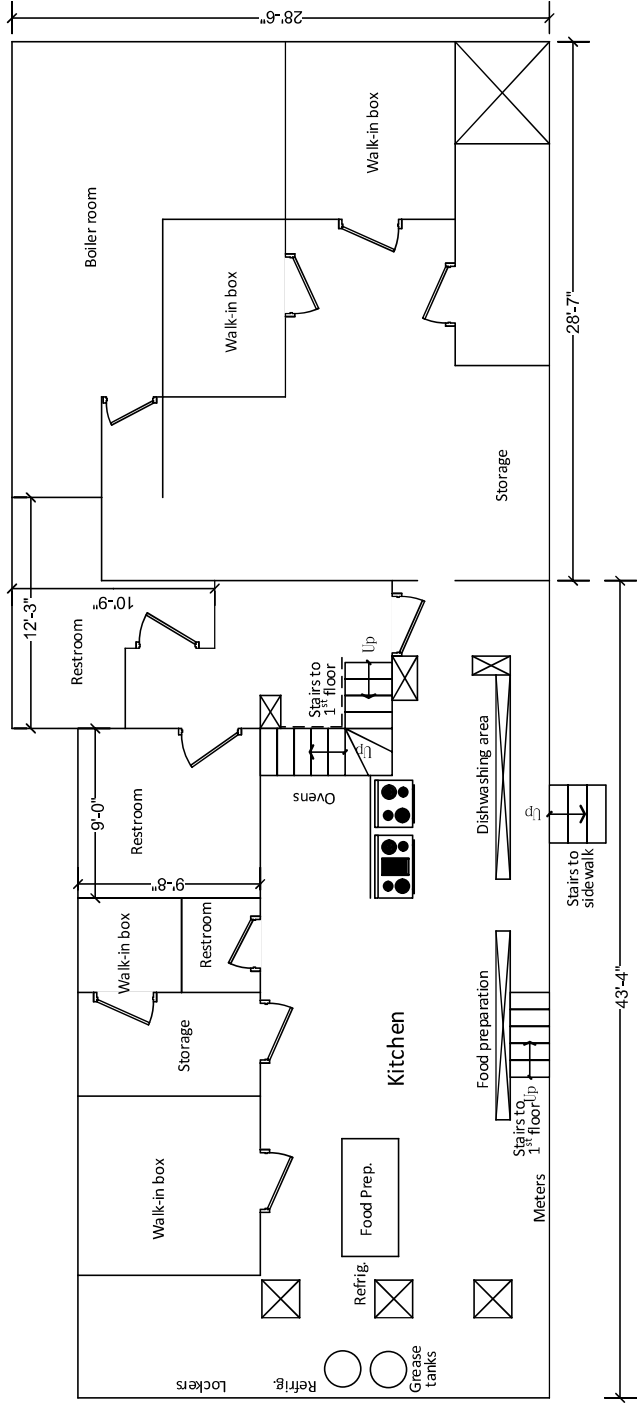 28'-6"
Boiler room
Walk-in box
Walk-in box
28'-7"
Storage
12'-3"
10'-9"
Restroom
Stairs to
1st floor
Up
Up
Ovens
9'-0"
Restroom
9'-8"
Dishwashing area
Up
Stairs to
sidewalk
Walk-in box
Restroom
Storage
Kitchen
Food preparation
43'-4"
Stairs to
1st floor
Up
Walk-in box
Food Prep.
Meters
Refrig.
Lockers
Refrig.
Grease
tanks